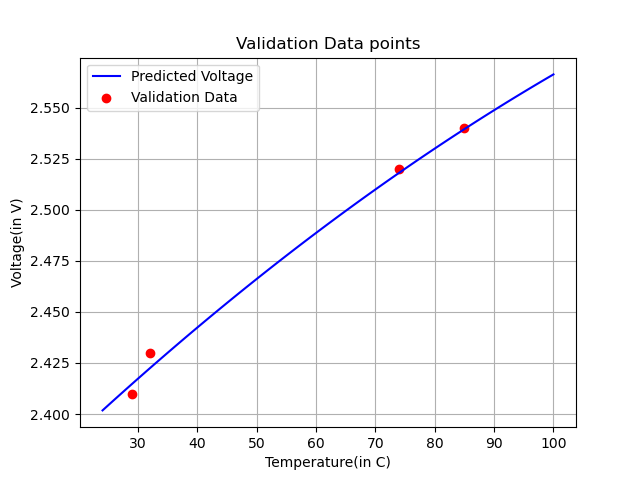 Validation Data points
Predicted Voltage
Validation Data
Voltage(in V)
2.550
2.525
2.500
2.475
2.450
2.425
2.400
30 40 50 60 70 80 90 100
Temperature(in C)